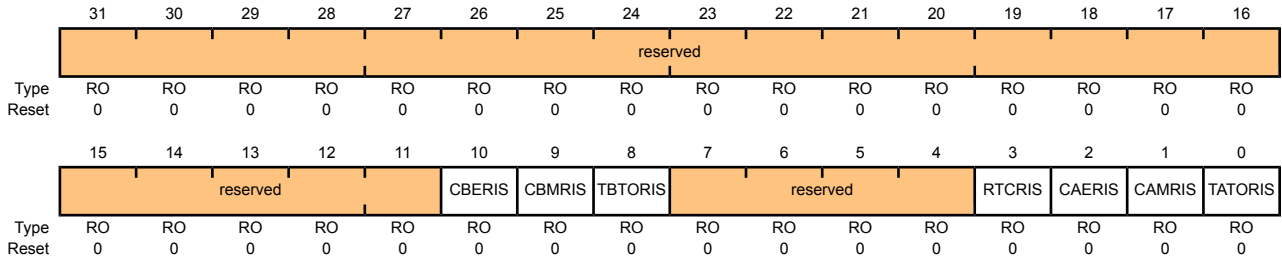 31 30 29 28 27 26 25 24 23 22 21 20 19 18 17 16
reserved
Type RO RO RO RO RO RO RO RO RO RO RO RO RO RO RO RO
Reset 0 0 0 0 0 0 0 0 0 0 0 0 0 0 0 0
15 14 13 12 11 10 9 8 7 6 5 4 3 2 1 0
reserved CBERIS CBMRIS TBTORIS reserved RTCRIS CAERIS CAMRIS TATORIS
Type RO RO RO RO RO RO RO RO RO RO RO RO RO RO RO RO
Reset 0 0 0 0 0 0 0 0 0 0 0 0 0 0 0 0